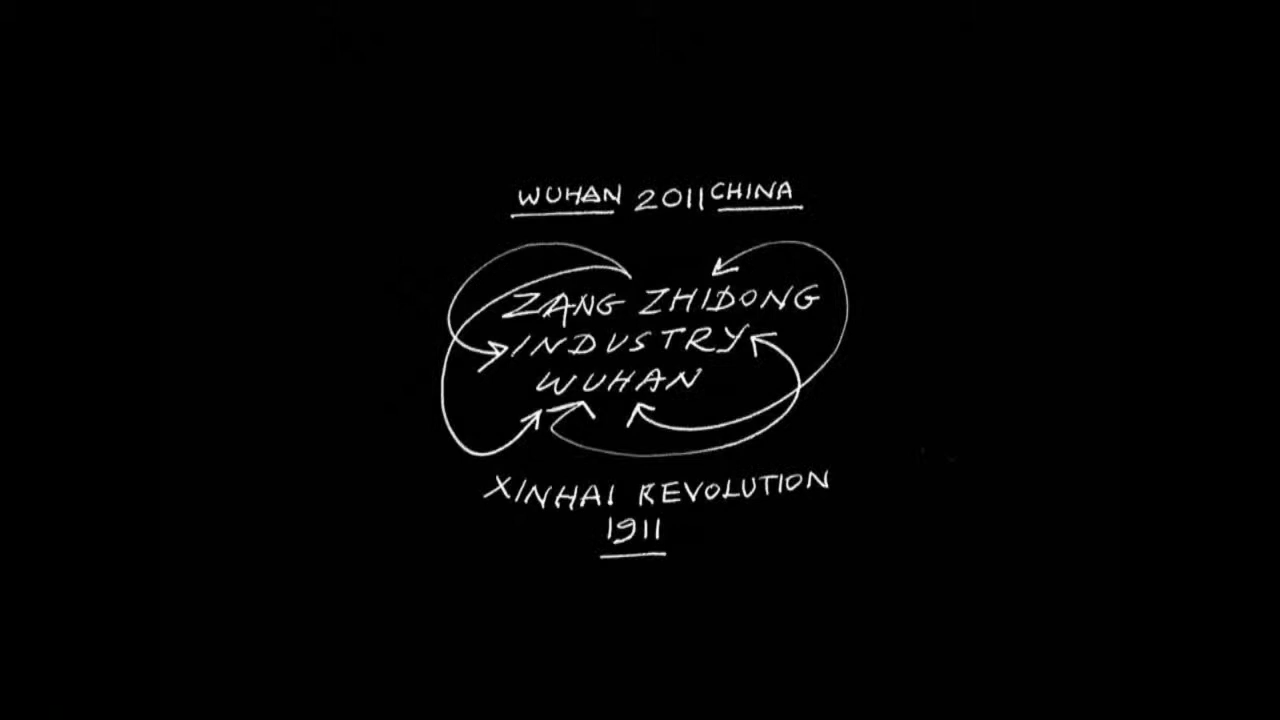 WUHAN 2011 CHINA
ZANG ZHIDONG
INDUSTRY
WUHAN
XINHAI REVOLUTION
1911